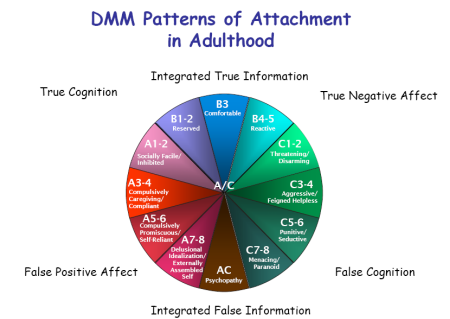 DMM Patterns of Attachment
in Adulthood
Integrated True Information
True Cognition
True Negative Affect
B3
Comfortable
B1-2
Reserved
B4-5
Reactive
A1-2
Socially Facile/
Inhibited
C1-2
Threatening/
Disarming
A3-4
Compulsively
Caregiving/
Compliant
A/C
C3-4
Aggressive/
Feigned Helpless
A5-6
Compulsively
Promiscuous/
Self-Reliant
C5-6
Punitive/
Seductive
A7-8
Delusional
Idealization/
Externally
Assembled
Self
C7-8
Menacing/
Paranoid
AC
Psychopathy
False Positive Affect
False Cognition
Integrated False Information